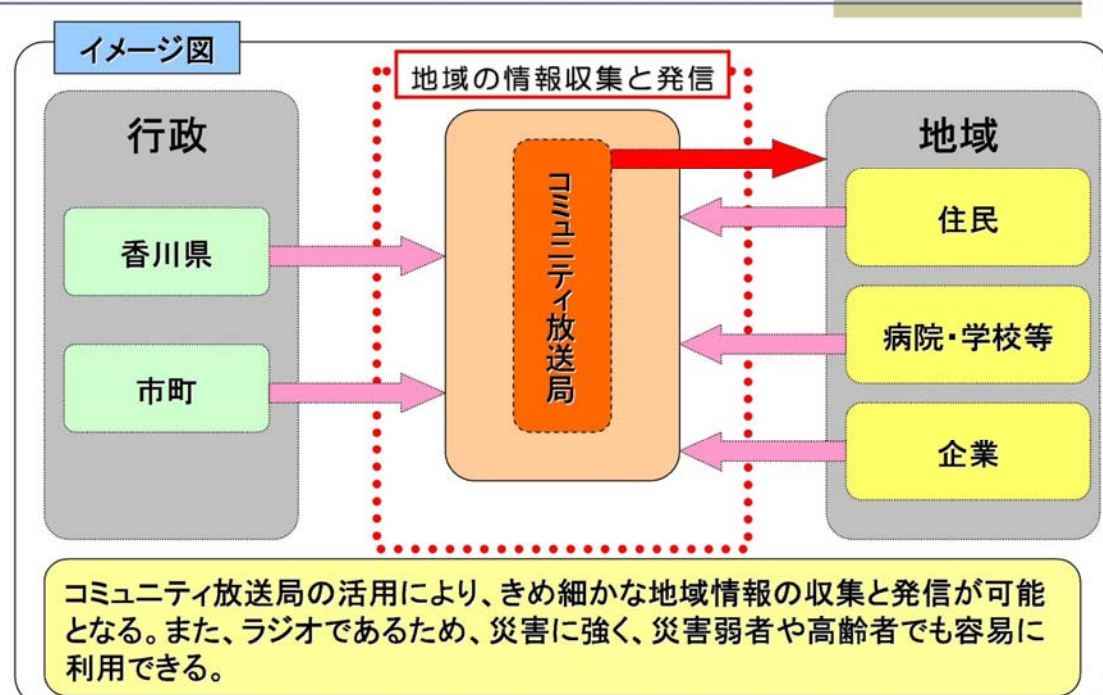 イメージ図
地域の情報収集と発信
行政
香川県
市町
コミュニティ放送局
地域
住民
病院・学校等
企業
コミュニティ放送局の活用により、きめ細かな地域情報の収集と発信が可能
となる。また、ラジオであるため、災害に強く、災害弱者や高齢者でも容易に
利用できる。